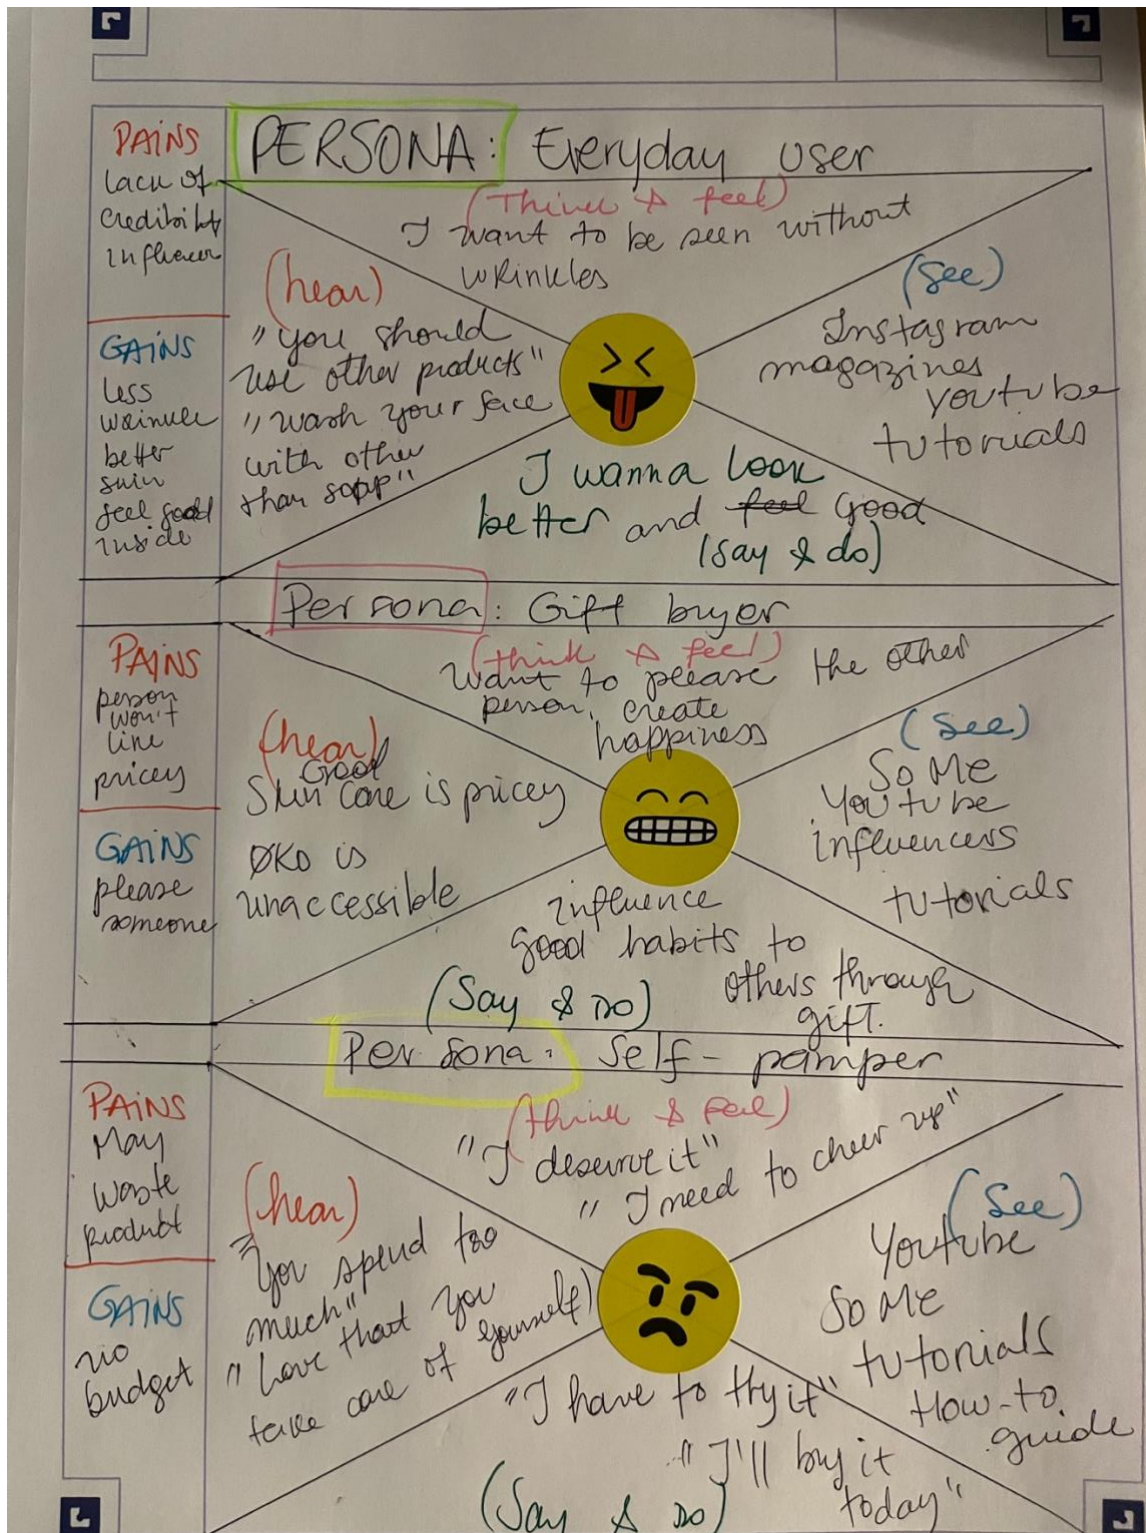 PERSONA: Everyday user
PAINS
lack of
credibility
influencer
GAINS
less
wrinkle
better
skin
feel good
inside
(Think & feel)
I want to be seen without
wrinkles
(hear)
"you should
use other products"
"wash your face
with other
than soap"
(See)
Instagram
magazines
youtube
tutorials
I wanna look
better and feel good
(say & do)
Persona: Gift buyer
PAINS
person
won't
like
pricey
GAINS
please
someone
(think & feel)
Want to please the other
person, create
happiness
(hear)
Good
Skin Care is pricey
ØKO is
unaccessible
(See)
SoMe
Youtube
influencers
tutorials
influence
good habits to
others through
gift.
(Say & Do)
Persona: Self-pamper
PAINS
May
waste
product
GAINS
no
budget
(think & feel)
"I deserve it"
"I need to cheer up"
(hear)
"You spend too
much"
"Love that you
take care of yourself)
(See)
Youtube
SoMe
tutorials
How-to
guide
"I have to try it"
"I'll buy it
today"
(Say & Do)